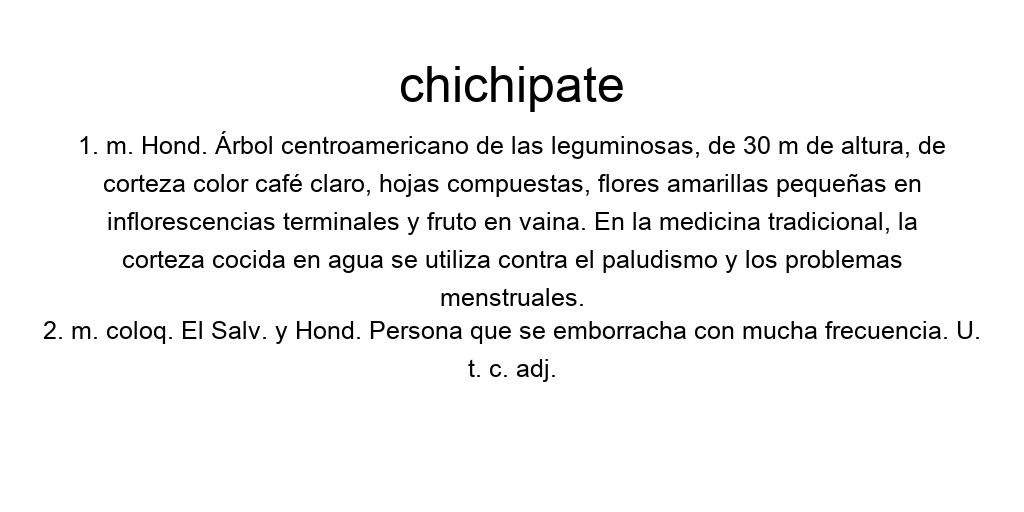 chichipate
1. m. Hond. Árbol centroamericano de las leguminosas, de 30 m de altura, de
corteza color café claro, hojas compuestas, flores amarillas pequeñas en
inflorescencias terminales y fruto en vaina. En la medicina tradicional, la
corteza cocida en agua se utiliza contra el paludismo y los problemas
menstruales.
2. m. coloq. El Salv. y Hond. Persona que se emborracha con mucha frecuencia. U.
t. c. adj.